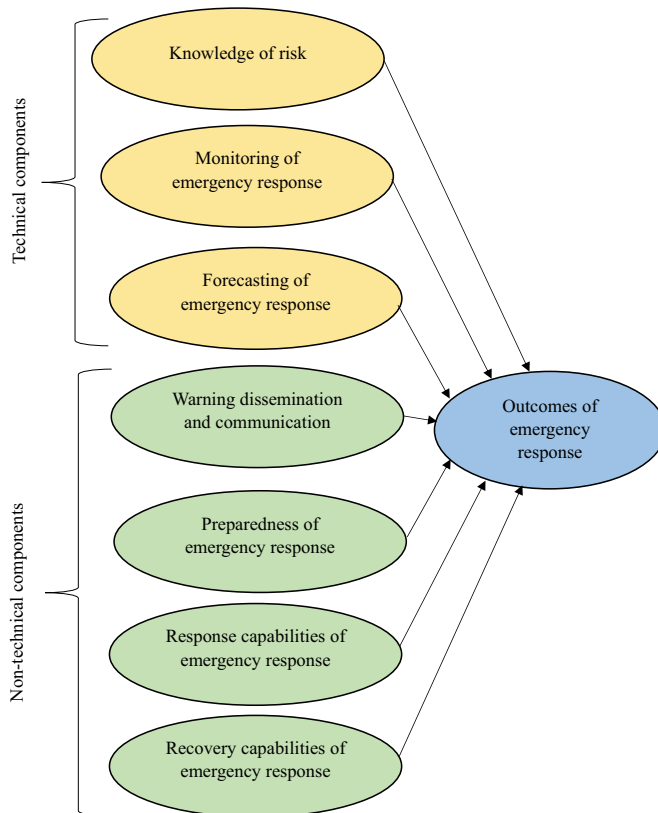 Technical components
Knowledge of risk
Monitoring of
emergency response
Forecasting of
emergency response
Non-technical components
Warning dissemination
and communication
Preparedness of
emergency response
Response capabilities of
emergency response
Recovery capabilities of
emergency response
Outcomes of
emergency
response